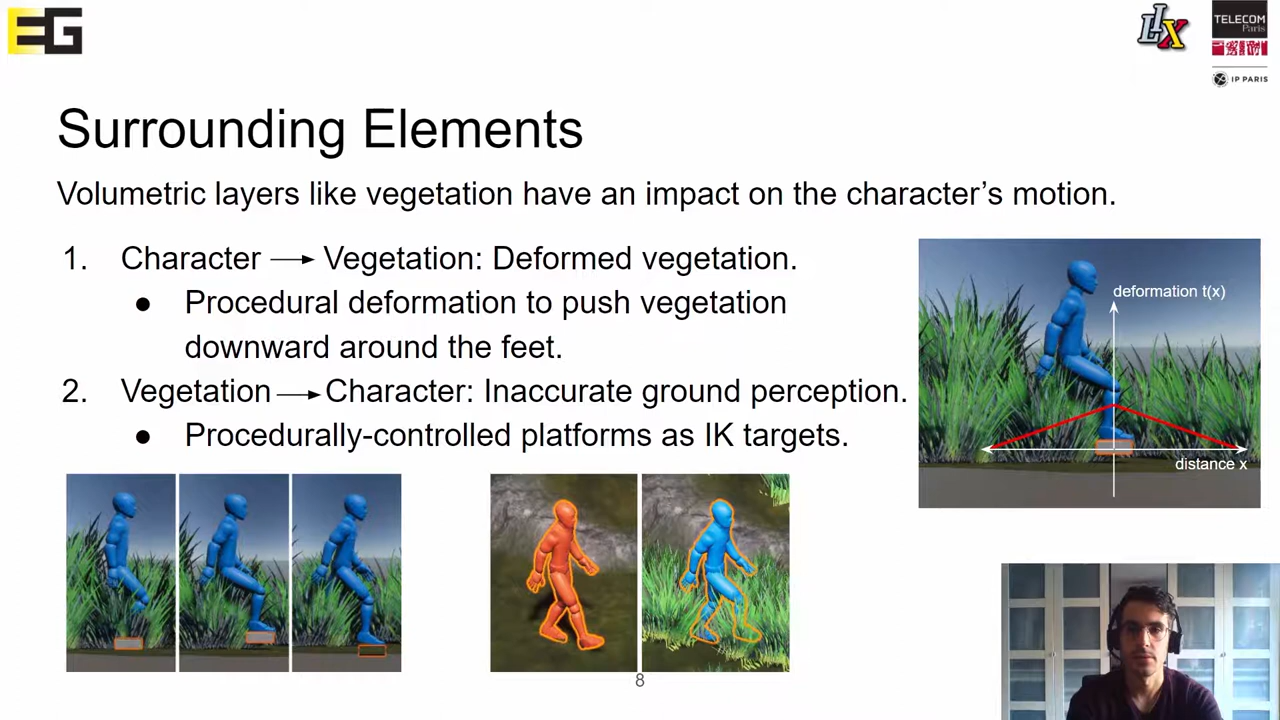 EG
LIX
TELECOM
Paris
IP PARIS
Surrounding Elements
Volumetric layers like vegetation have an impact on the character’s motion.
1. Character → Vegetation: Deformed vegetation.
● Procedural deformation to push vegetation
downward around the feet.
2. Vegetation → Character: Inaccurate ground perception.
● Procedurally-controlled platforms as IK targets.
deformation t(x)
distance x
8